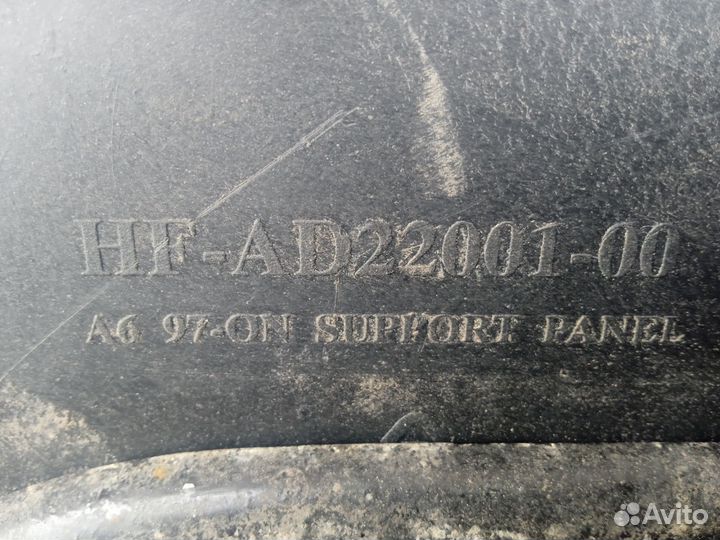 HF-AD22001-00
A6 97-ON SUPPORT PANEL
Avito